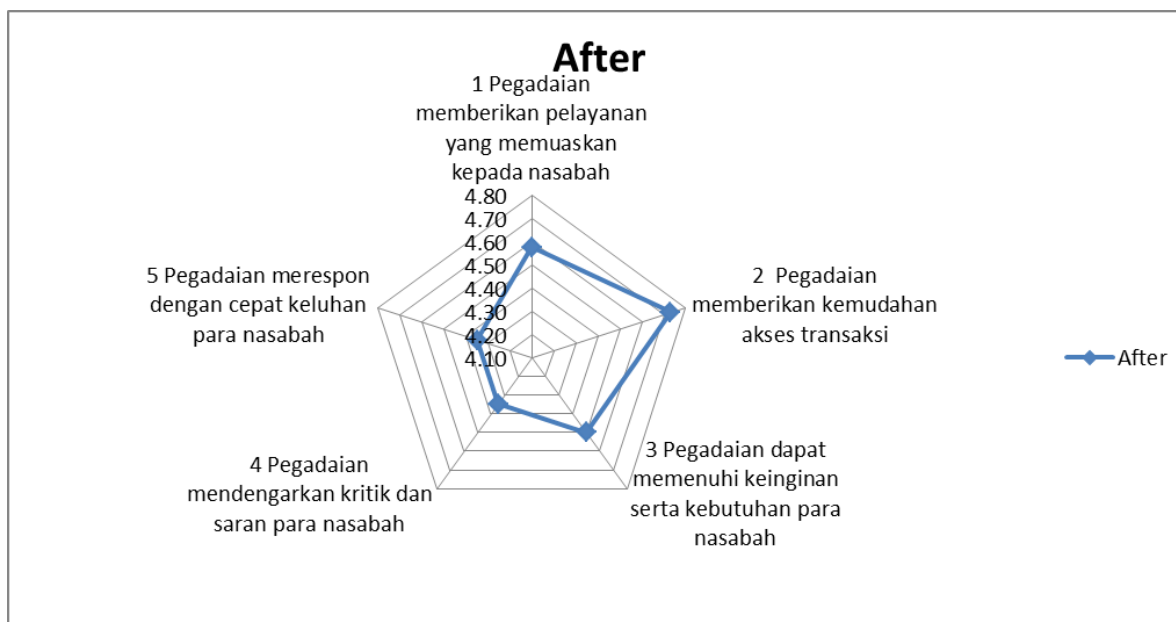 After
1 Pegadaian
memberikan pelayanan
yang memuaskan
kepada nasabah
4.80
4.70
4.60
4.50
4.40
4.30
4.20
4.10
2  Pegadaian
memberikan kemudahan
akses transaksi
3 Pegadaian dapat
memenuhi keinginan
serta kebutuhan para
nasabah
4 Pegadaian
mendengarkan kritik dan
saran para nasabah
5 Pegadaian merespon
dengan cepat keluhan
para nasabah
After